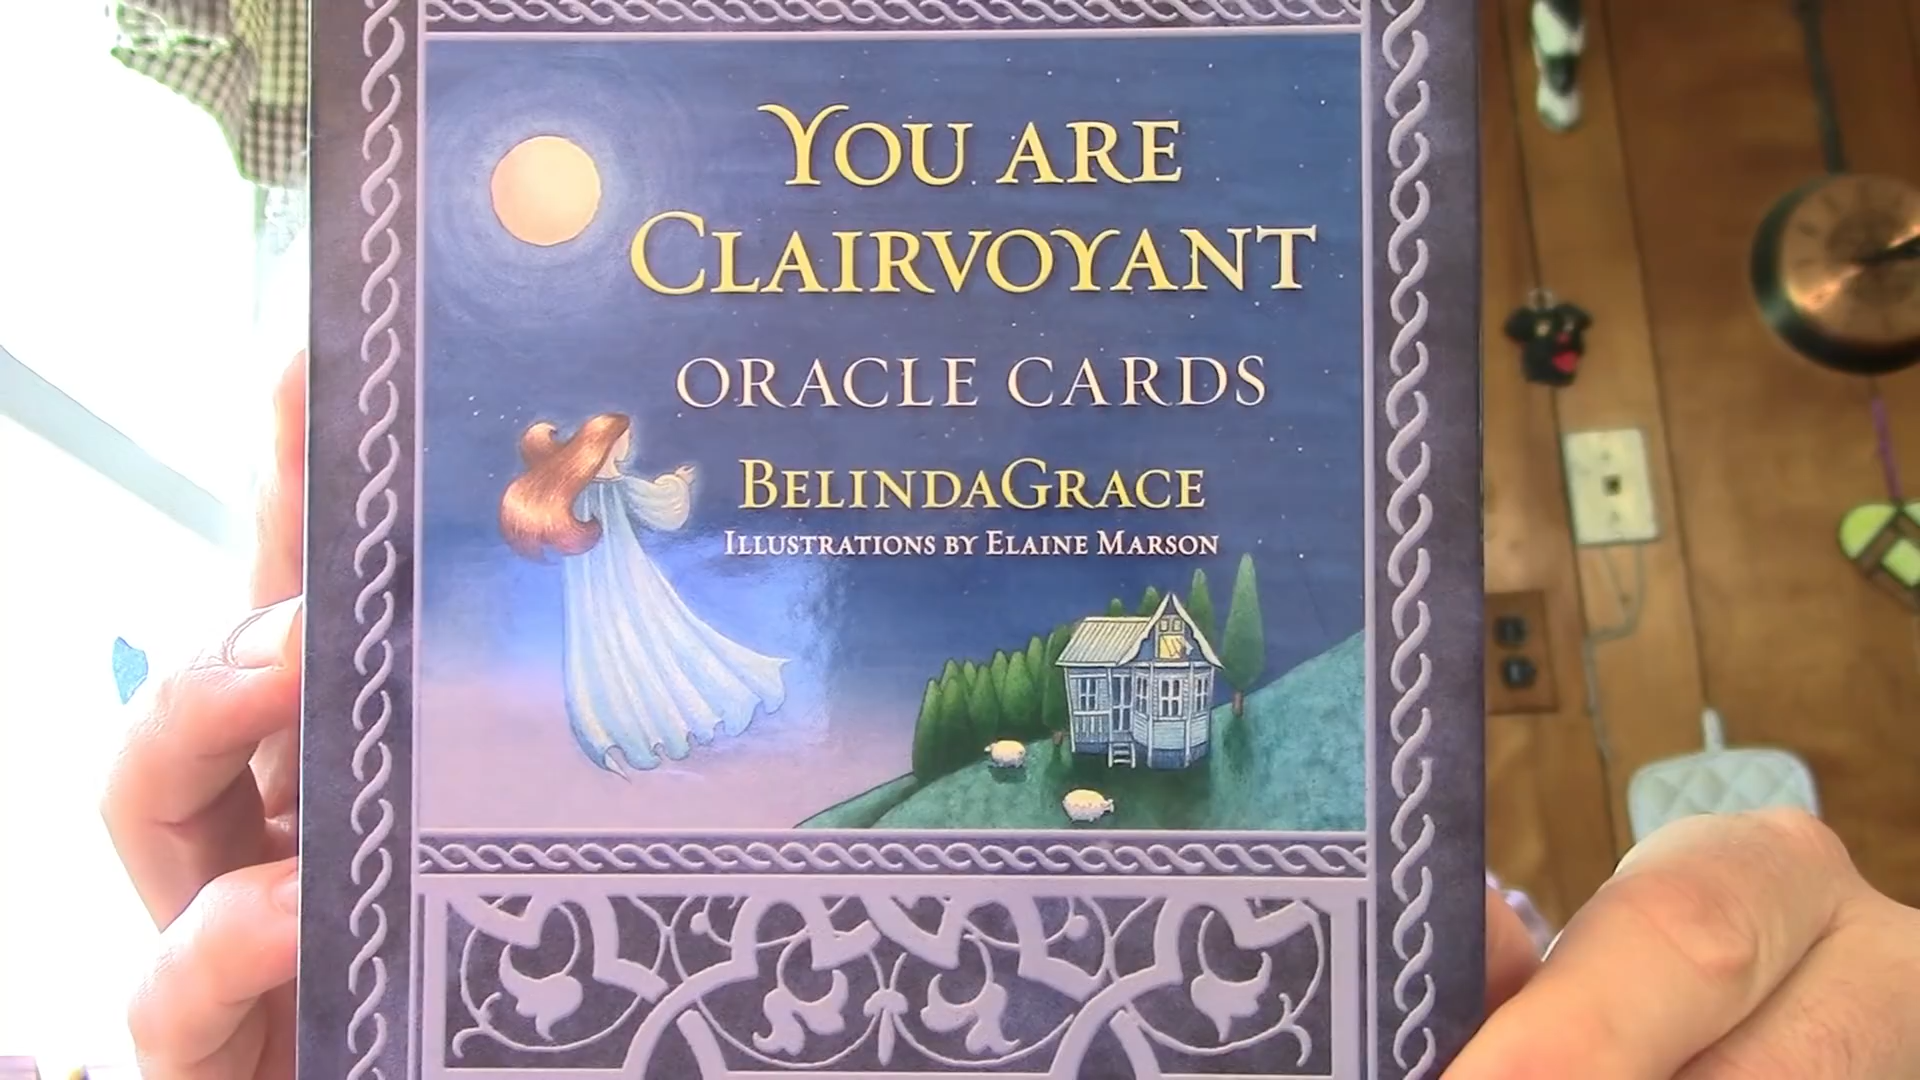 YOU ARE
CLAIRVOYANT
ORACLE CARDS
BELINDAGRACE
ILLUSTRATIONS BY ELAINE MARSON